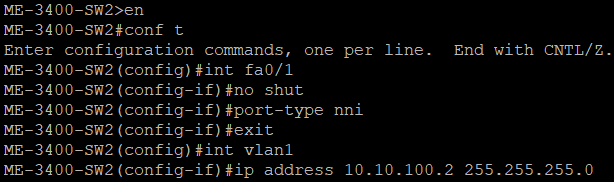 ME-3400-SW2>en
ME-3400-SW2#conf t
Enter configuration commands, one per line.  End with CNTL/Z.
ME-3400-SW2(config)#int fa0/1
ME-3400-SW2(config-if)#no shut
ME-3400-SW2(config-if)#port-type nni
ME-3400-SW2(config-if)#exit
ME-3400-SW2(config)#int vlan1
ME-3400-SW2(config-if)#ip address 10.10.100.2 255.255.255.0